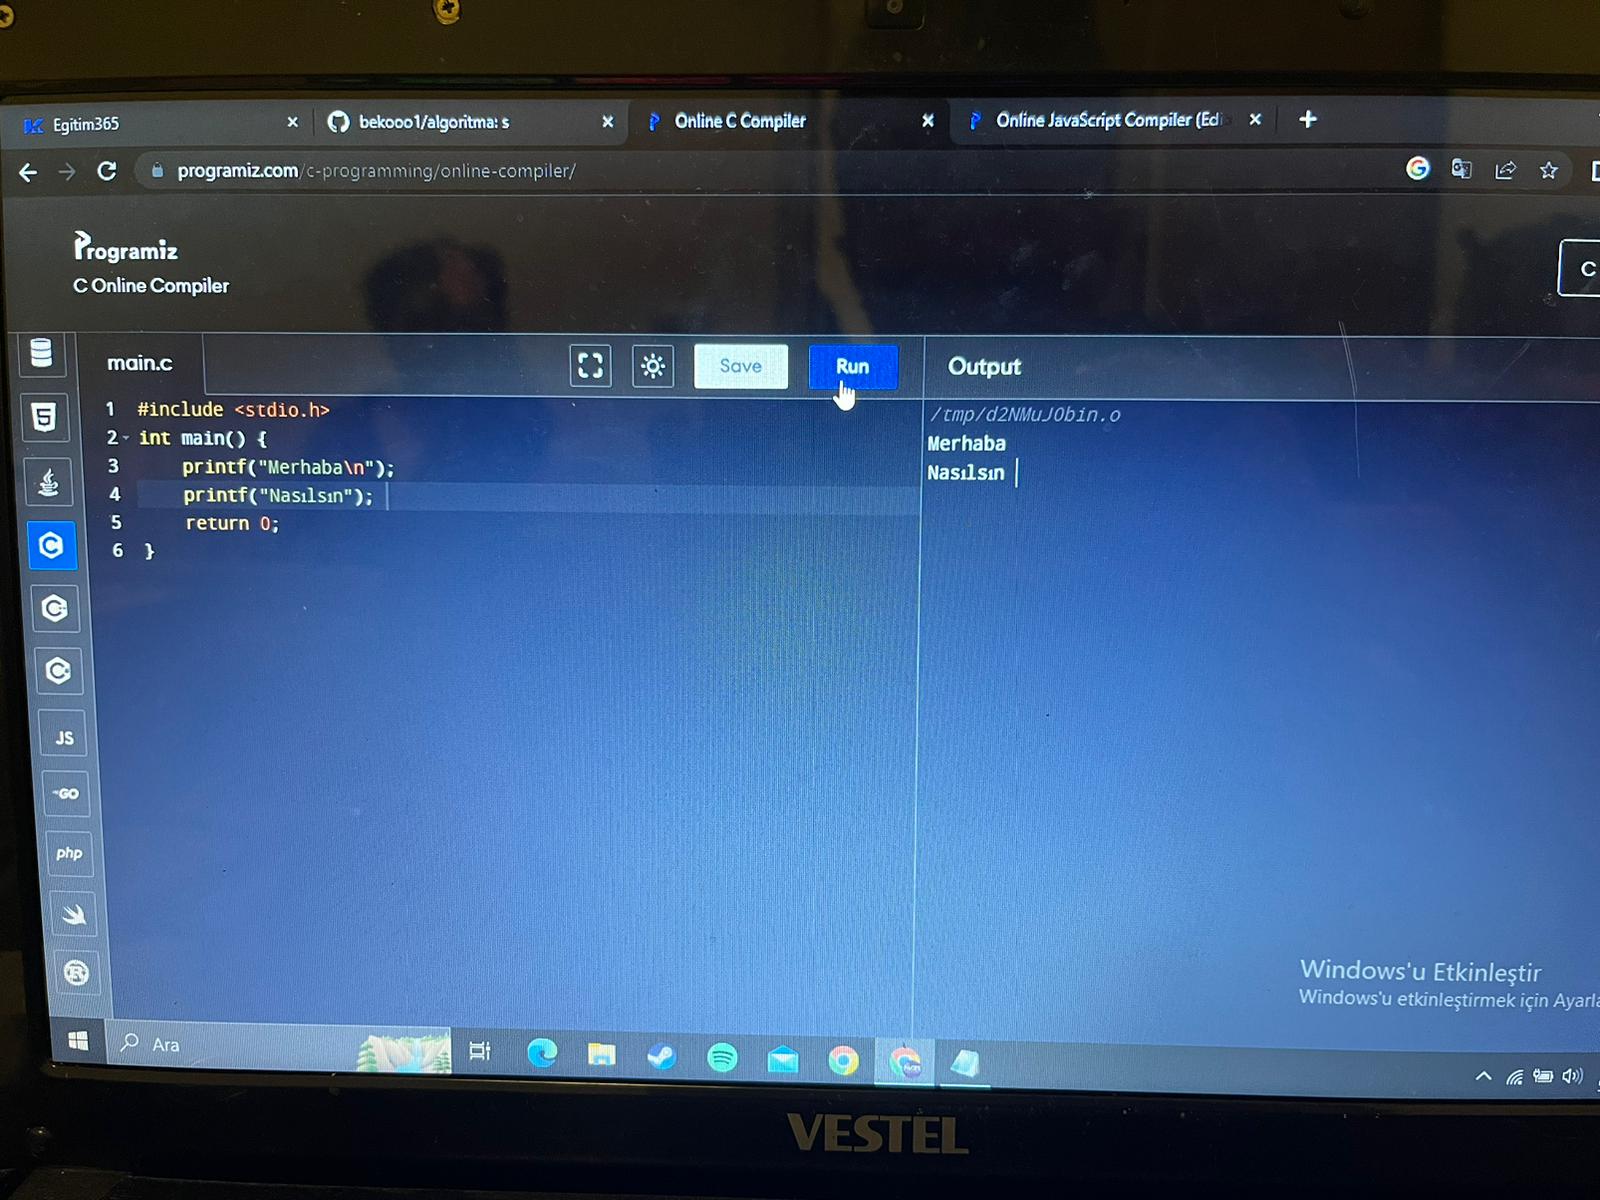 Egitim365
bekooo1/algoritma: s
Online C Compiler
Online JavaScript Compiler (Edi
programiz.com/c-programming/online-compiler/
Programiz
C Online Compiler
C
main.c
Save
Run
Output
1 #include <stdio.h>
2 int main() {
3 printf("Merhaba\n");
4 printf("Nasılsın");
5 return 0;
6 }
/tmp/d2NMuJ0bin.o
Merhaba
Nasılsın
JS
GO
php
Windows'u Etkinleştir
Windows'u etkinleştirmek için Ayarla
Ara
VESTEL